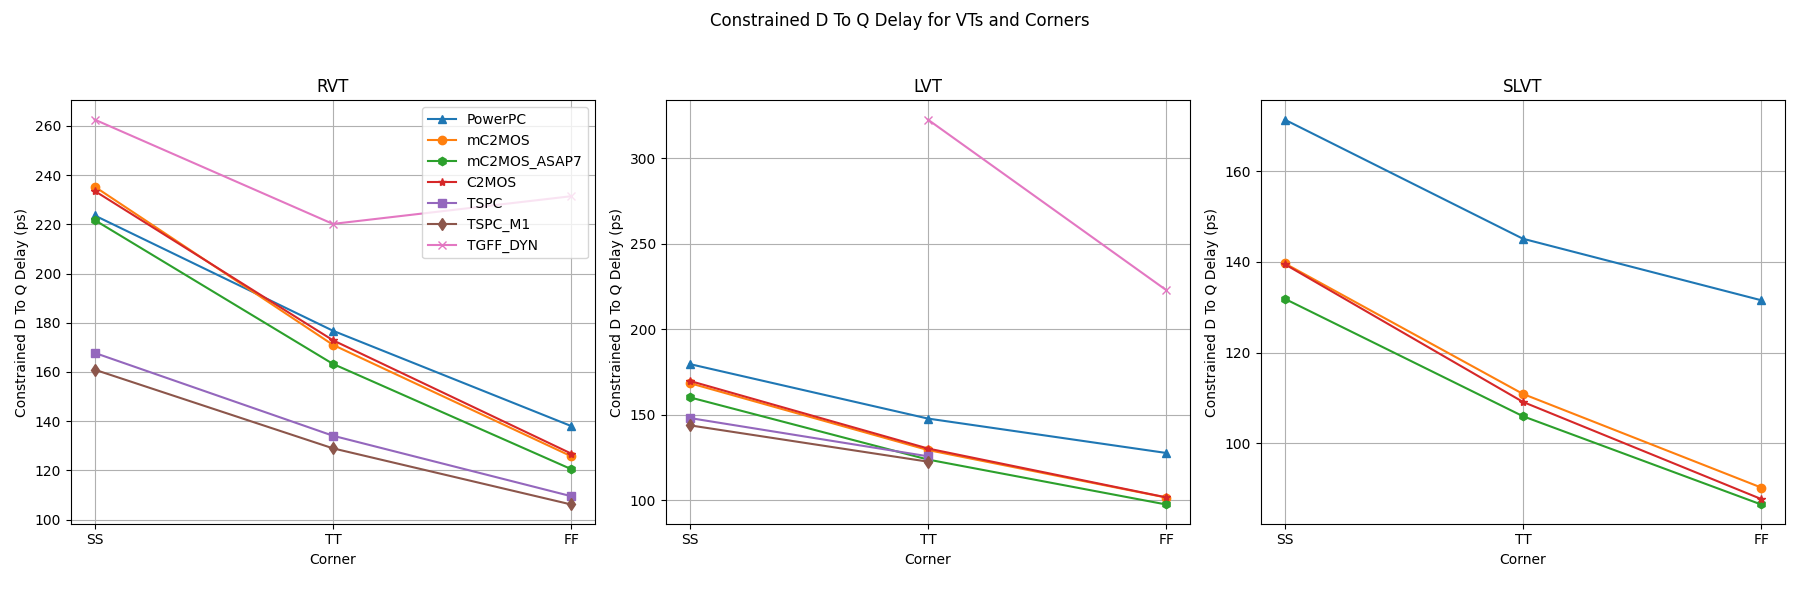 Constrained D To Q Delay for VTs and Corners
RVT
260
240
220
200
180
160
140
120
100
Constrained D To Q Delay (ps)
SS
TT
FF
Corner
PowerPC
mC2MOS
mC2MOS_ASAP7
C2MOS
TSPC
TSPC_M1
TGFF_DYN
LVT
300
250
200
150
100
Constrained D To Q Delay (ps)
SS
TT
FF
Corner
SLVT
160
140
120
100
Constrained D To Q Delay (ps)
SS
TT
FF
Corner